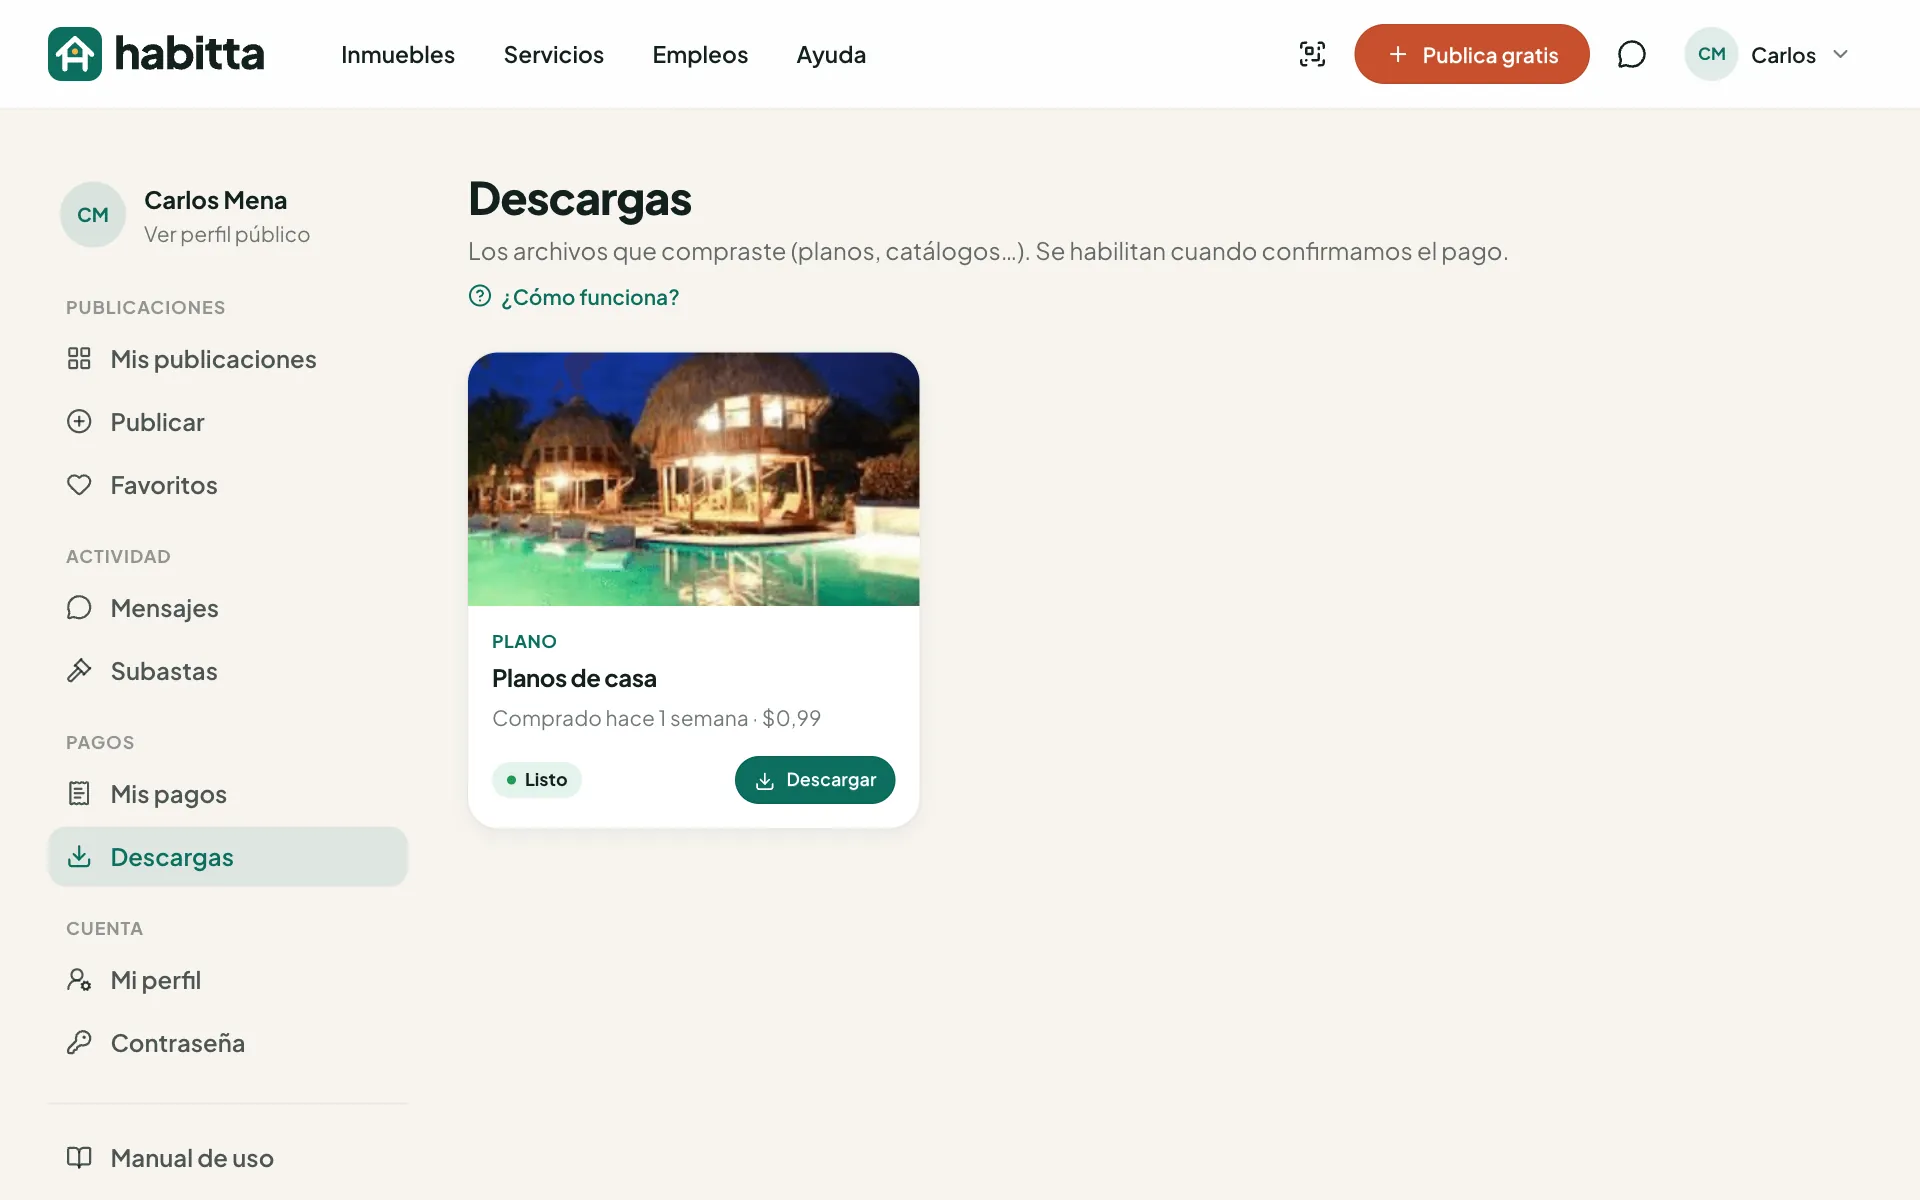 habitta
Inmuebles
Servicios
Empleos
Ayuda
Publica gratis
CM
Carlos
CM
Carlos Mena
Ver perfil público
PUBLICACIONES
Mis publicaciones
Publicar
Favoritos
ACTIVIDAD
Mensajes
Subastas
PAGOS
Mis pagos
Descargas
CUENTA
Mi perfil
Contraseña
Manual de uso
Descargas
Los archivos que compraste (planos, catálogos…). Se habilitan cuando confirmamos el pago.
¿Cómo funciona?
PLANO
Planos de casa
Comprado hace 1 semana · $0,99
Listo
Descargar